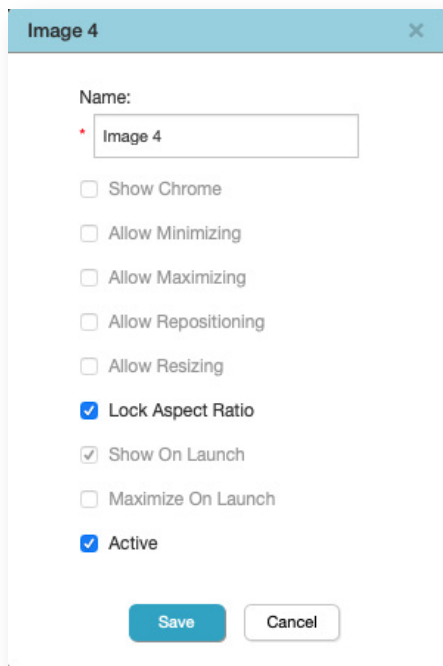 Image 4
Name:
* Image 4
Show Chrome
Allow Minimizing
Allow Maximizing
Allow Repositioning
Allow Resizing
Lock Aspect Ratio
Show On Launch
Maximize On Launch
Active
Save Cancel